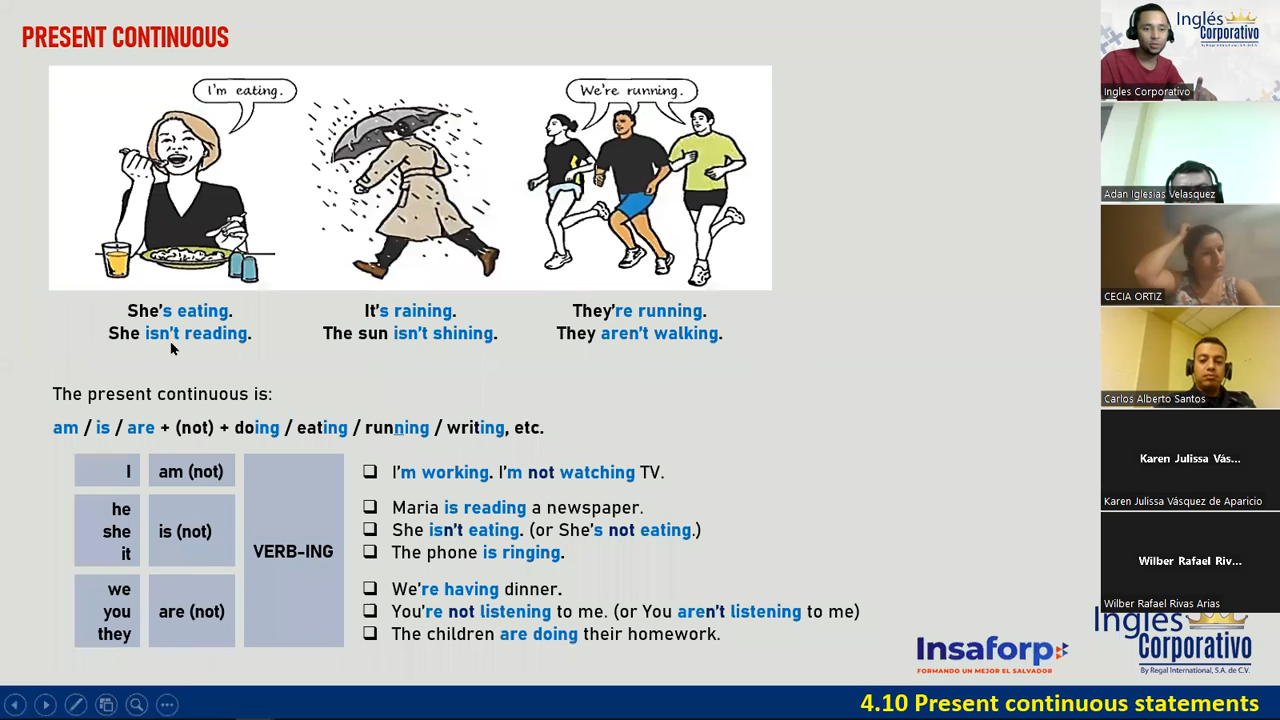 PRESENT CONTINUOUS
I'm eating.
We're running.
She's eating.
She isn't reading.
It's raining.
The sun isn't shining.
They're running.
They aren't walking.
The present continuous is:
am / is / are + (not) + doing / eating / running / writing, etc.
I
am (not)
he
she
it
is (not)
we
you
they
are (not)
VERB-ING
I'm working. I'm not watching TV.
Maria is reading a newspaper.
She isn't eating. (or She's not eating.)
The phone is ringing.
We're having dinner.
You're not listening to me. (or You aren't listening to me)
The children are doing their homework.
Inglés
Corporativo
By Regal International, S.A. de C.V.
Ingles Corporativo
Adan Iglesias Velasquez
CECIA ORTIZ
Carlos Alberto Santos
Karen Julissa Vás...
Karen Julissa Vásquez de Aparicio
Wilber Rafael Riv...
Wilber Rafael Rivas Arias
Insaforp
FORMANDO UN MEJOR EL SALVADOR
Inglés
Corporativo
By Regal International, S.A. de C.V.
4.10 Present continuous statements